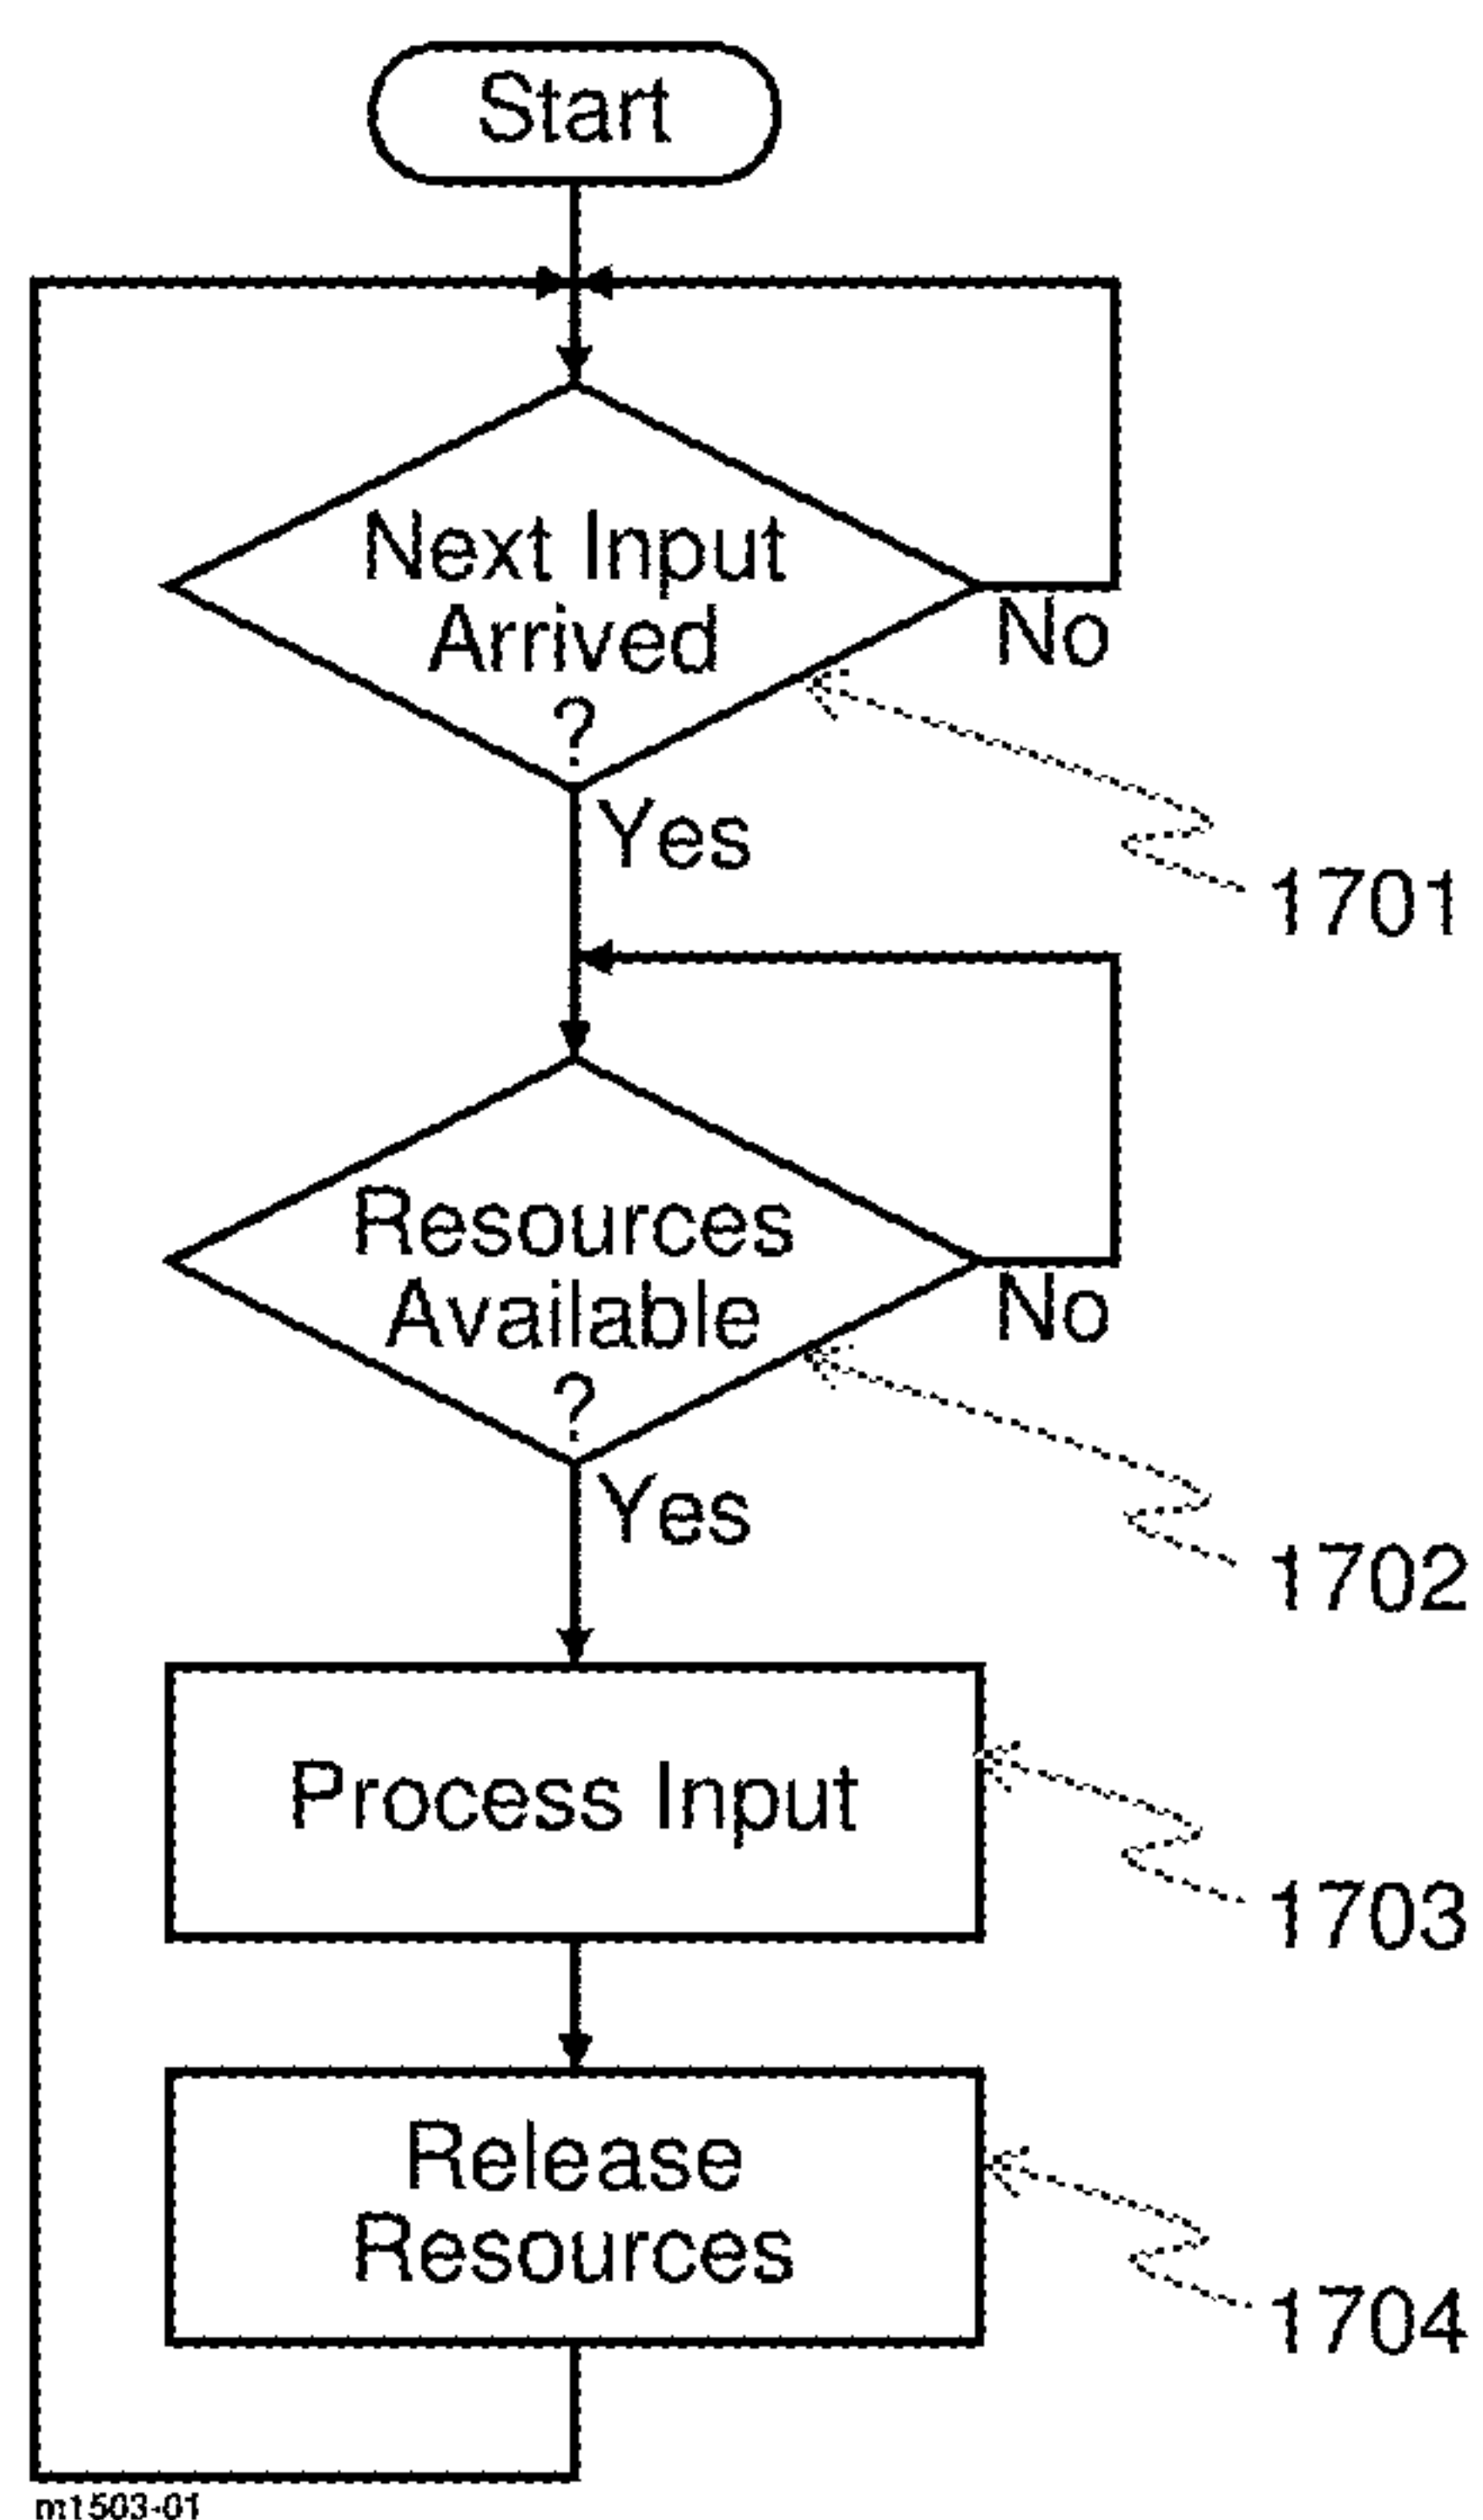 Start
Next Input
Arrived
?
No
Yes
1701
Resources
Available
?
No
Yes
1702
Process Input
1703
Release
Resources
1704
m1503-01